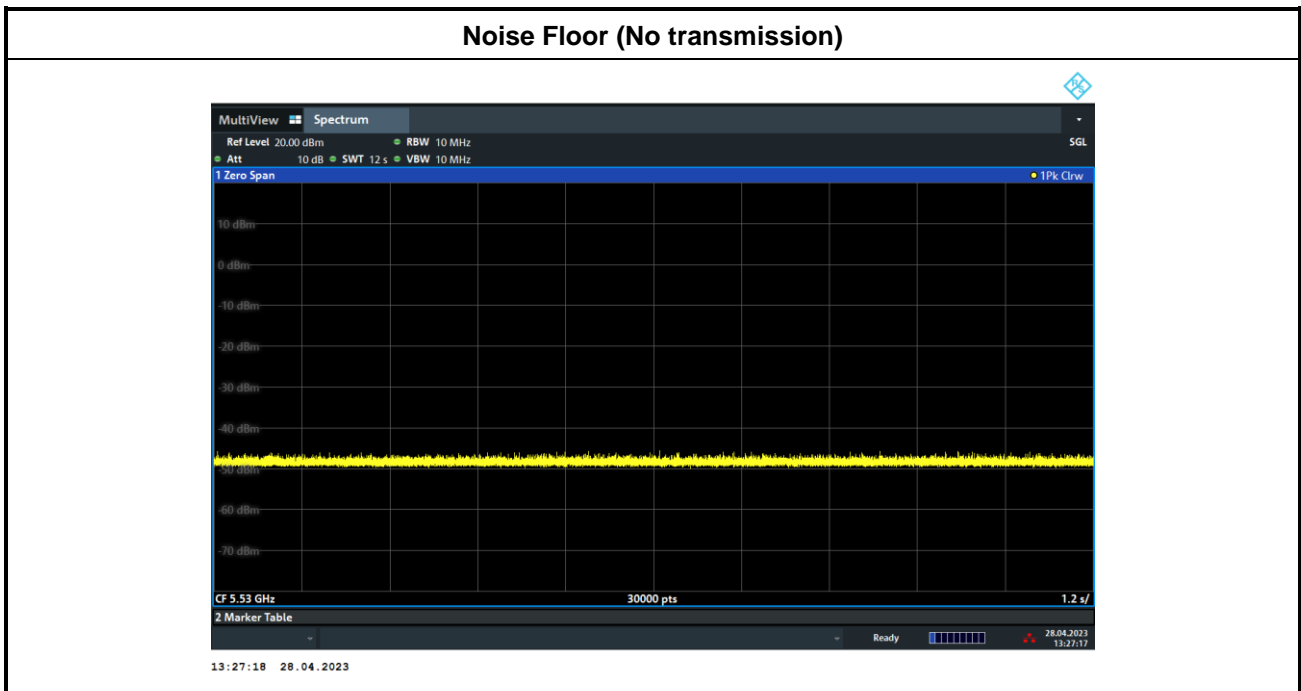 Noise Floor (No transmission)
R&S
MultiView Spectrum
Ref Level 20.00 dBm RBW 10 MHz SGL
Att 10 dB SWT 12 s VBW 10 MHz
1 Zero Span 1Pk Clrw
10 dBm
0 dBm
-10 dBm
-20 dBm
-30 dBm
-40 dBm
-50 dBm
-60 dBm
-70 dBm
CF 5.53 GHz 30000 pts 1.2 s/
2 Marker Table
Ready 28.04.2023
13:27:17
13:27:18 28.04.2023